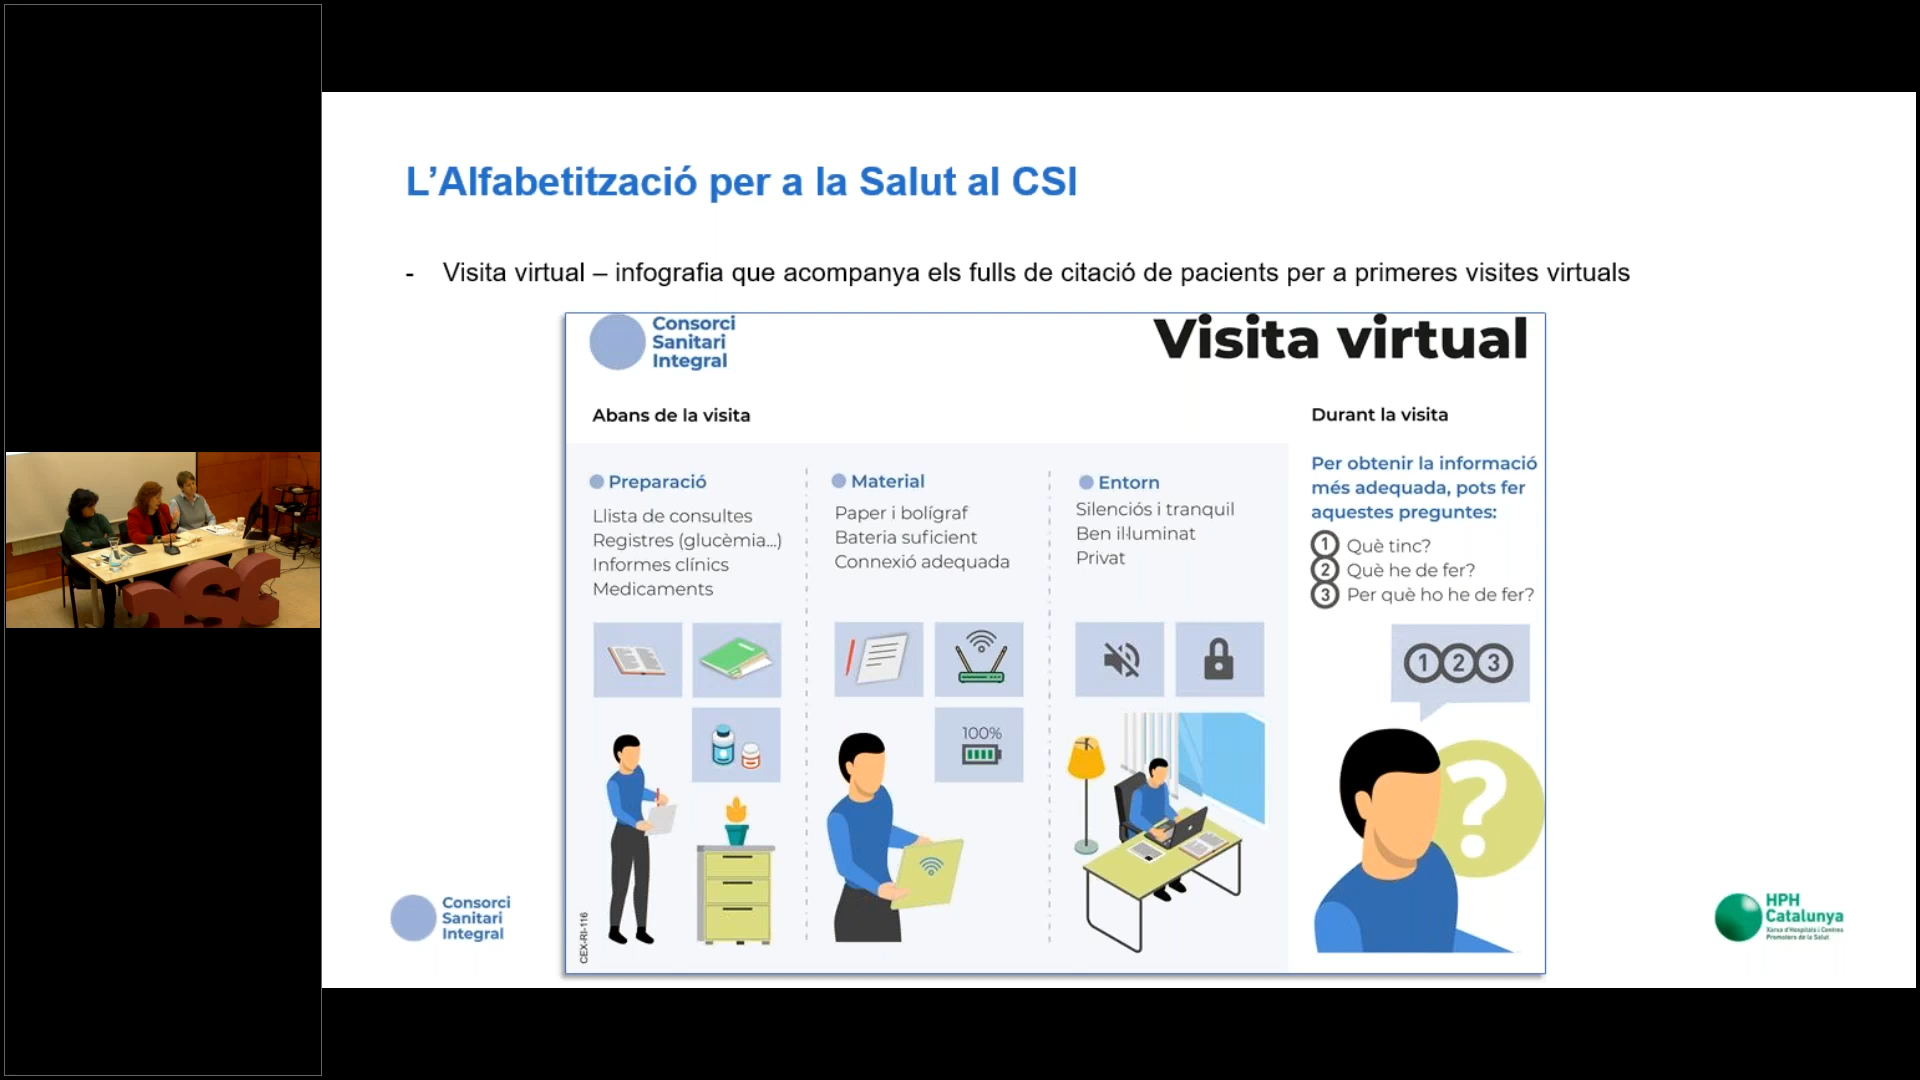 L’Alfabetització per a la Salut al CSI
- Visita virtual – infografia que acompanya els fulls de citació de pacients per a primeres visites virtuals
Consorci
Sanitari
Integral
Visita virtual
Abans de la visita
Preparació
Llista de consultes
Registres (glucèmia...)
Informes clínics
Medicaments
Material
Paper i bolígraf
Bateria suficient
Connexió adequada
100%
Entorn
Silenciós i tranquil
Ben il·luminat
Privat
Durant la visita
Per obtenir la informació
més adequada, pots fer
aquestes preguntes:
1 Què tinc?
2 Què he de fer?
3 Per què ho he de fer?
1 2 3
?
CEX-RI-116
Consorci
Sanitari
Integral
HPH
Catalunya
Xarxa d'Hospitals i Centres
Promotors de la Salut